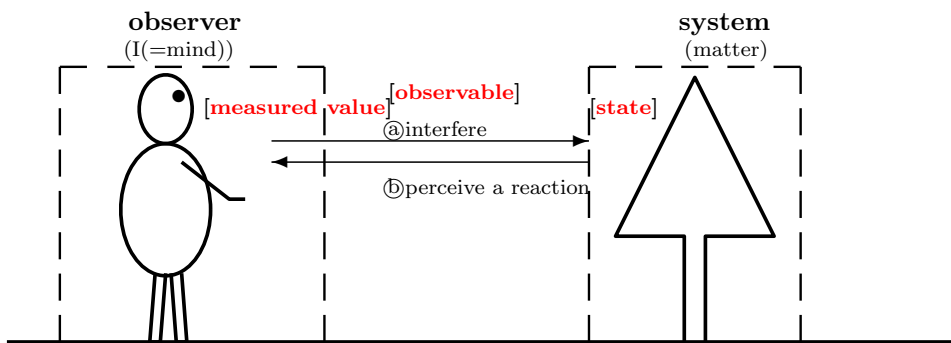 observer
(I(=mind))
system
(matter)
[observable]
[measured value]
[state]
ⓐinterfere
ⓑperceive a reaction